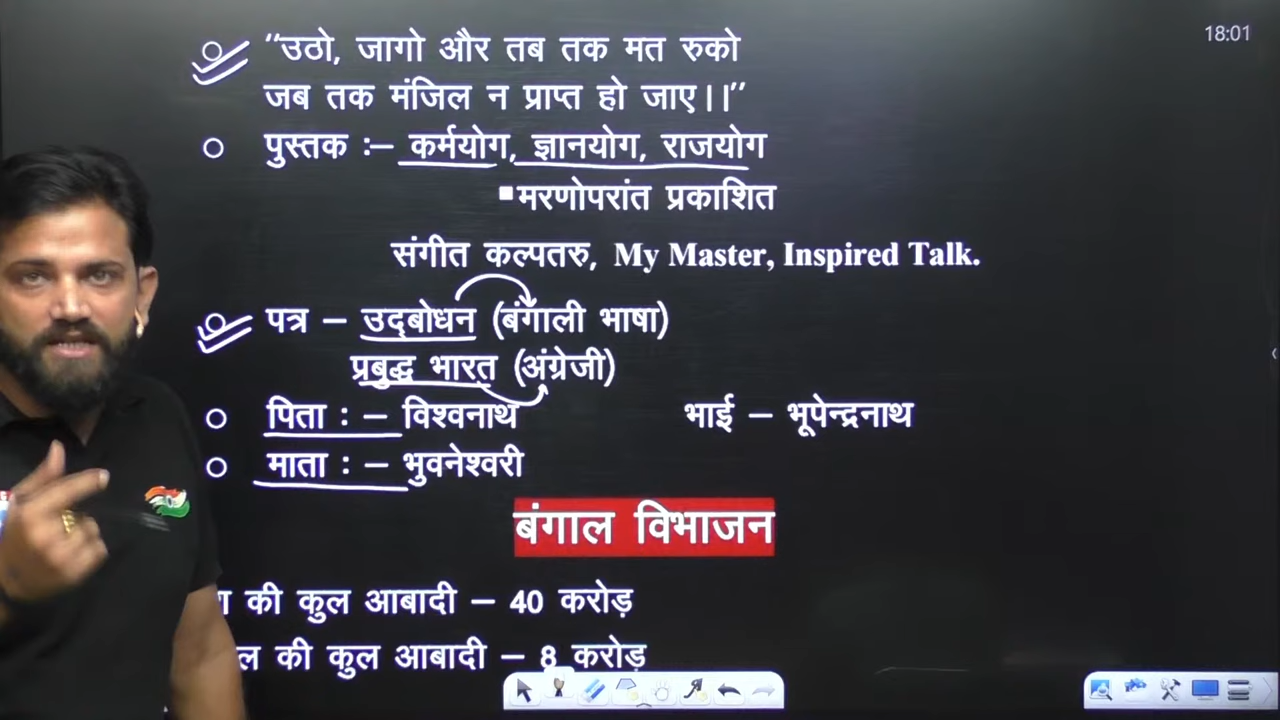 18:01
"उठो, जागो और तब तक मत रुको
जब तक मंजिल न प्राप्त हो जाए।।"
पुस्तक :– कर्मयोग, ज्ञानयोग, राजयोग
▪मरणोपरांत प्रकाशित
संगीत कल्पतरु, My Master, Inspired Talk.
पत्र – उद्बोधन (बंगाली भाषा)
प्रबुद्ध भारत (अंग्रेजी)
पिता : – विश्वनाथ भाई – भूपेन्द्रनाथ
माता : – भुवनेश्वरी
बंगाल विभाजन
की कुल आबादी – 40 करोड़
की कुल आबादी – 8 करोड़